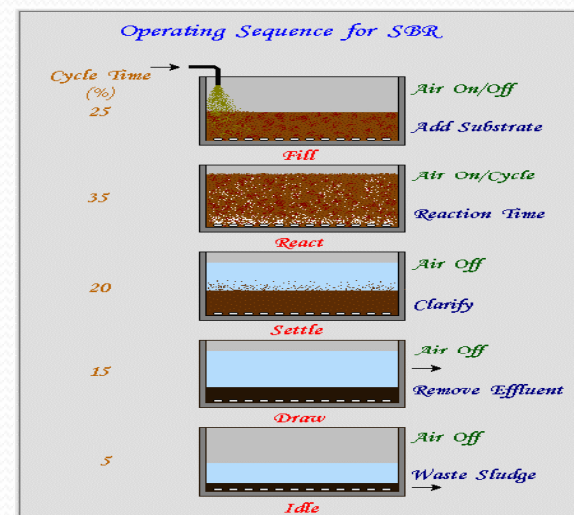 Operating Sequence for SBR
Cycle Time
(%)
25
Air On/Off
Add Substrate
Fill
35
Air On/Cycle
Reaction Time
React
20
Air Off
Clarify
Settle
15
Air Off
Remove Effluent
Draw
5
Air Off
Waste Sludge
Idle